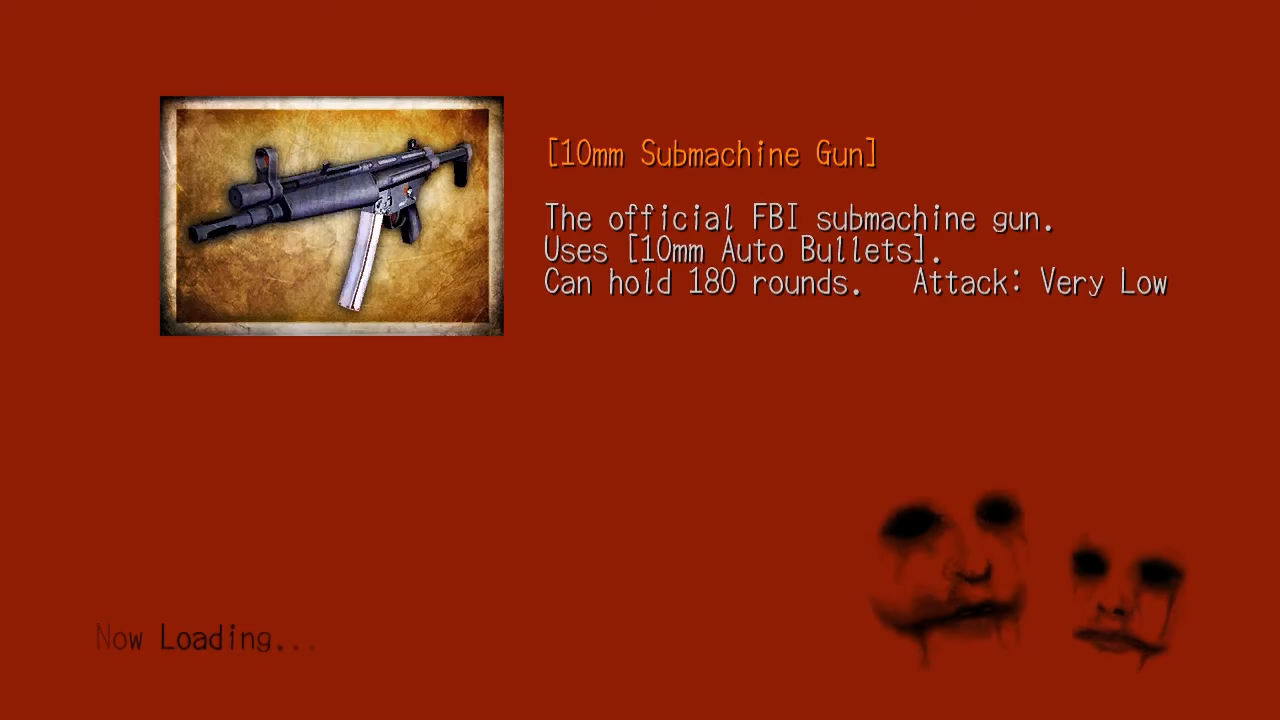 [10mm Submachine Gun]
The official FBI submachine gun.
Uses [10mm Auto Bullets].
Can hold 180 rounds.   Attack: Very Low
Now Loading...